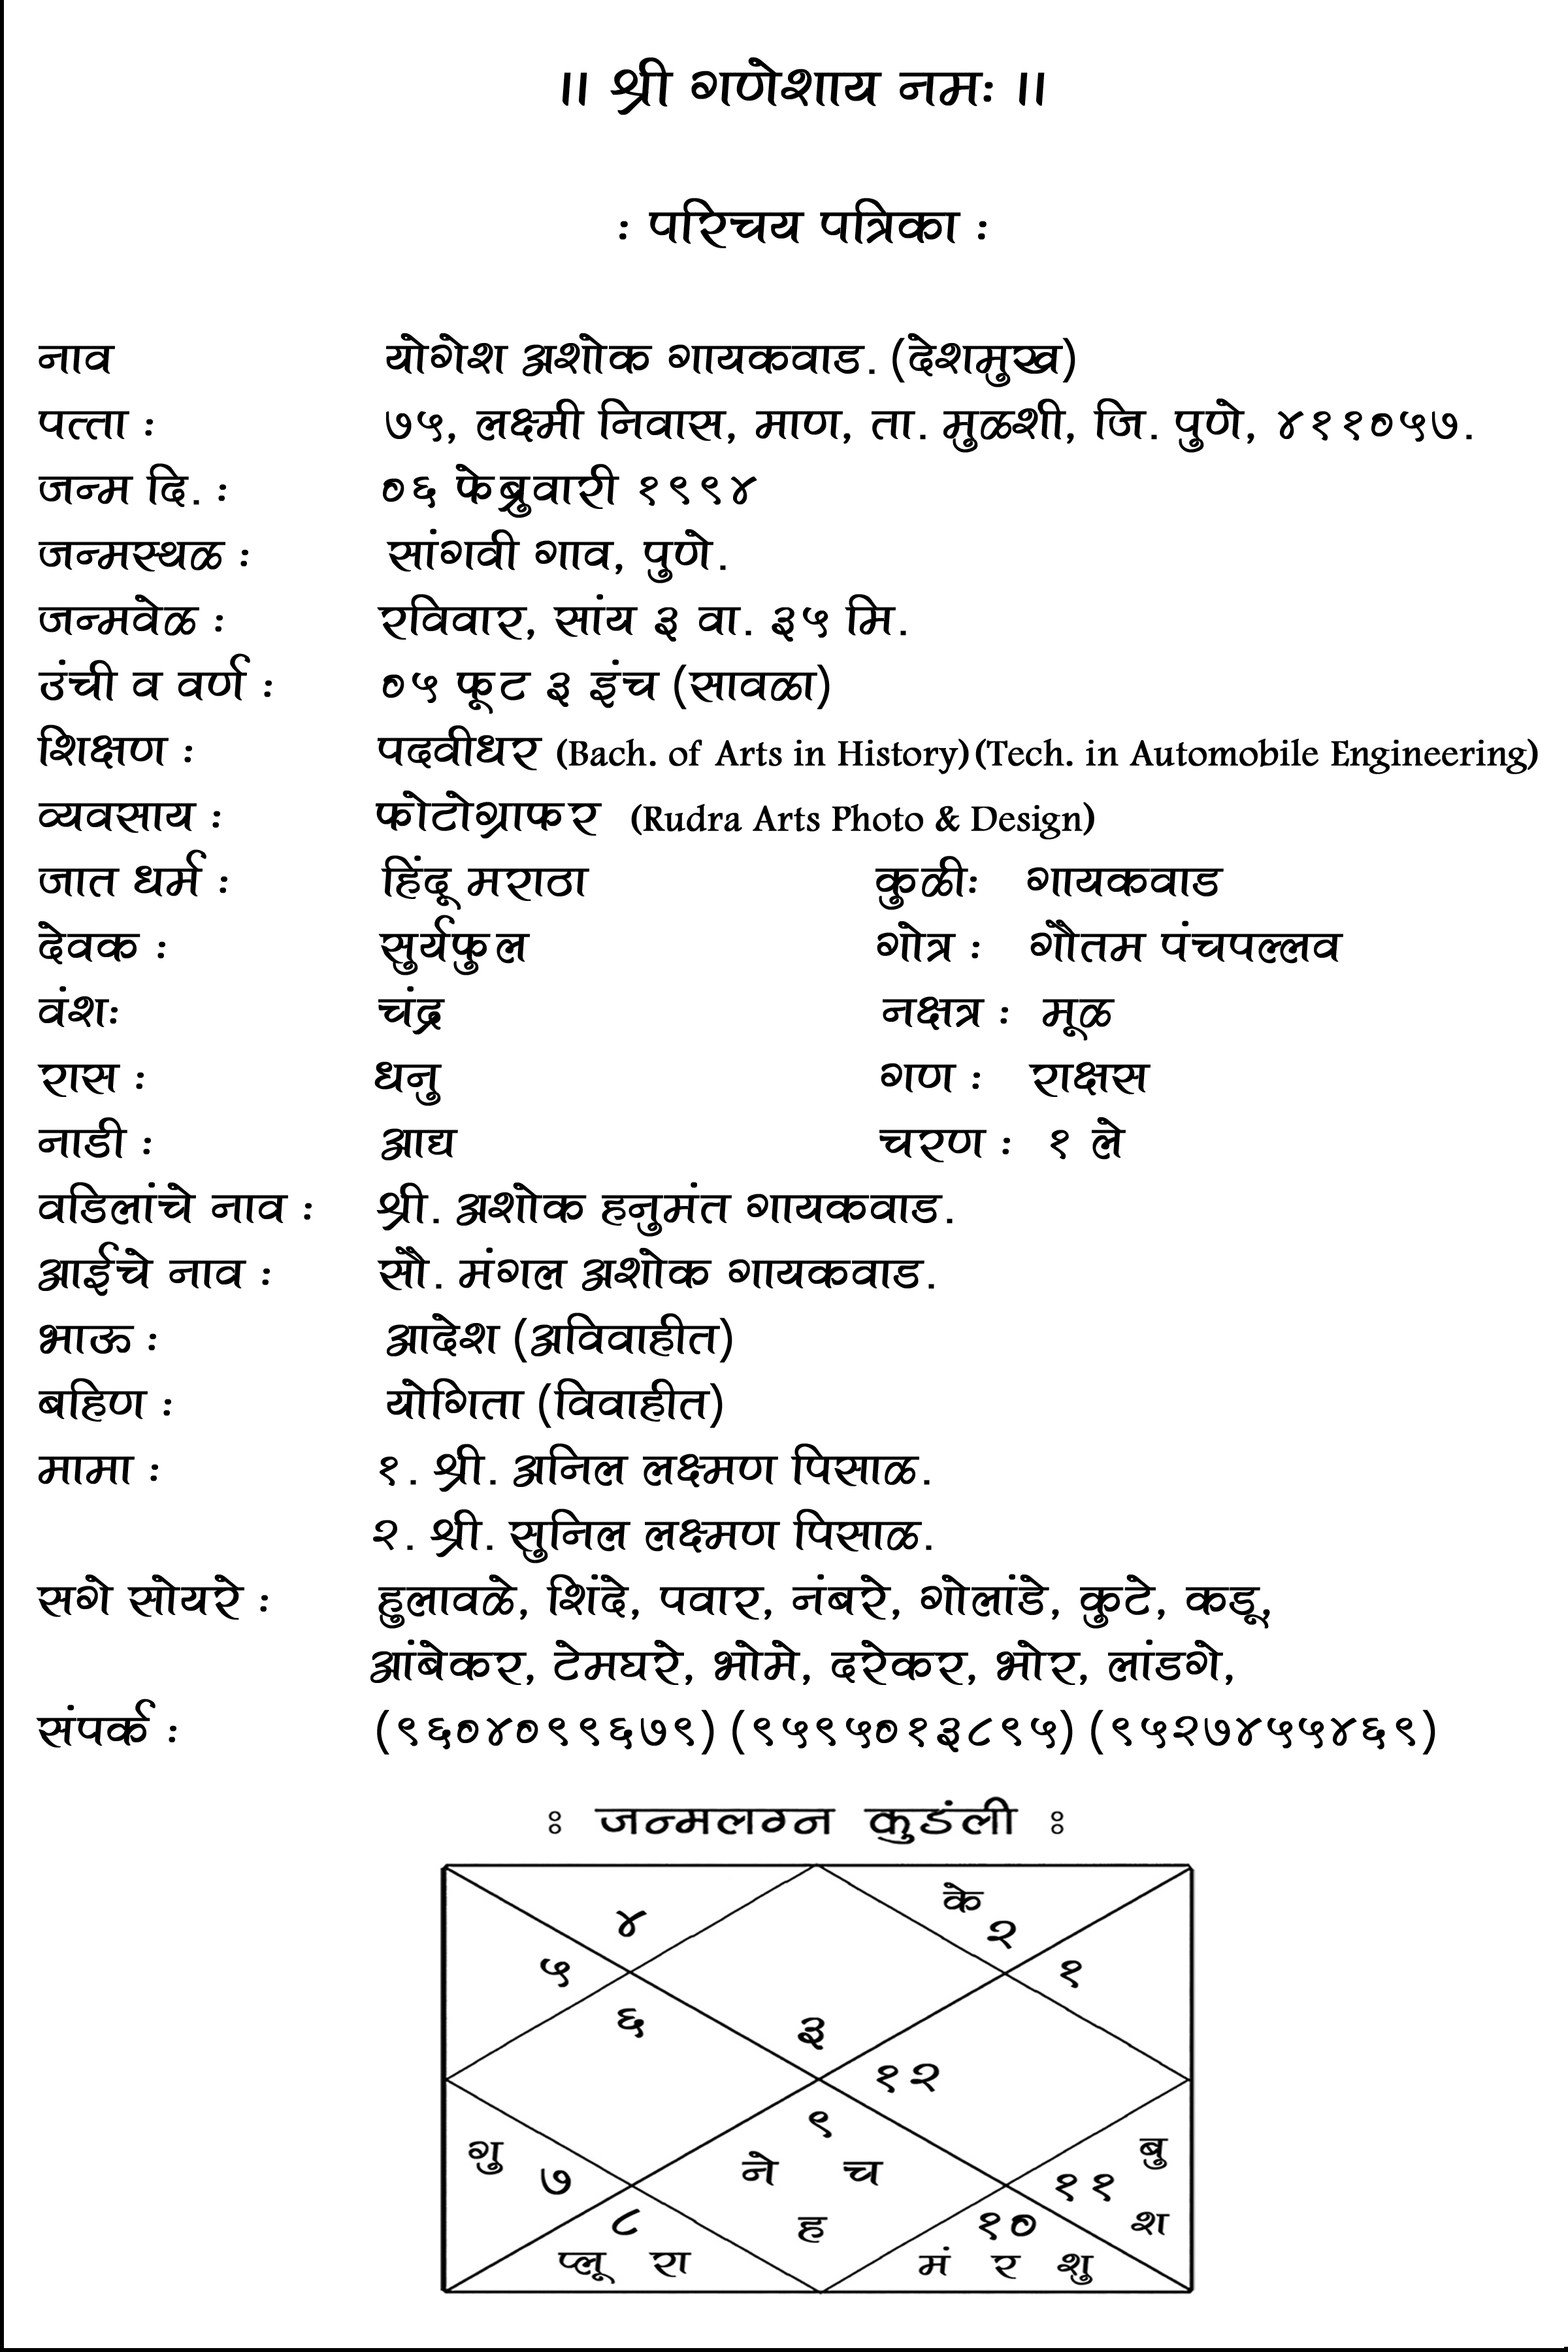 ॥ श्री गणेशाय नमः ॥
: परिचय पत्रिका :
नाव योगेश अशोक गायकवाड. (देशमुख)
पत्ता : ७५, लक्ष्मी निवास, माण, ता. मुळशी, जि. पुणे, ४११०५७.
जन्म दि. : ०६ फेब्रुवारी १९९४
जन्मस्थळ : सांगवी गाव, पुणे.
जन्मवेळ : रविवार, सांय ३ वा. ३५ मि.
उंची व वर्ण : ०५ फूट ३ इंच (सावळा)
शिक्षण : पदवीधर (Bach. of Arts in History)(Tech. in Automobile Engineering)
व्यवसाय : फोटोग्राफर (Rudra Arts Photo & Design)
जात धर्म : हिंदू मराठा कुळीः गायकवाड
देवक : सुर्यफुल गोत्र : गौतम पंचपल्लव
वंशः चंद्र नक्षत्र : मूळ
रास : धनु गण : राक्षस
नाडी : आद्य चरण : १ ले
वडिलांचे नाव : श्री. अशोक हनुमंत गायकवाड.
आईचे नाव : सौ. मंगल अशोक गायकवाड.
भाऊ : आदेश (अविवाहीत)
बहिण : योगिता (विवाहीत)
मामा : १. श्री. अनिल लक्ष्मण पिसाळ.
२. श्री. सुनिल लक्ष्मण पिसाळ.
सगे सोयरे : हुलावळे, शिंदे, पवार, नंबरे, गोलांडे, कुटे, कडू,
आंबेकर, टेमघरे, भोमे, दरेकर, भोर, लांडगे,
संपर्क : (९६०४०९९६७९) (९५९५०१३८९५) (९५२७४५५४६९)
: जन्मलग्न कुडंली :
के
४ २
५ १
६ ३
१२
९
गु बु
७ ने च ११
८ ह १० श
प्लू रा मं र शु